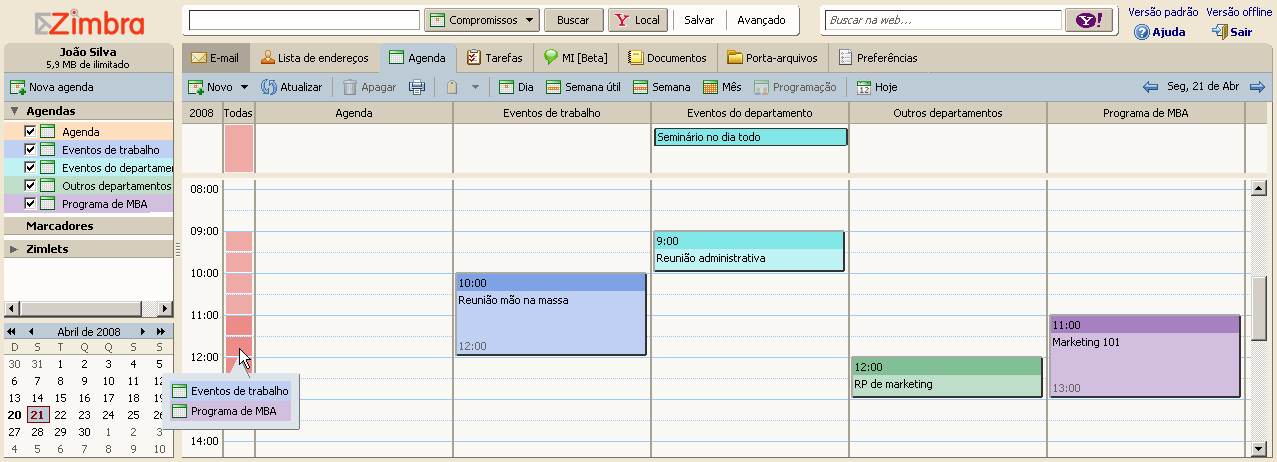 Zimbra
Compromissos
Buscar
Y! Local
Salvar
Avançado
Buscar na web...
Y!
Versão padrão
Versão offline
Ajuda
Sair
João Silva
5,9 MB de ilimitado
E-mail
Lista de endereços
Agenda
Tarefas
MI [Beta]
Documentos
Porta-arquivos
Preferências
Nova agenda
Novo
Atualizar
Apagar
Dia
Semana útil
Semana
Mês
Programação
12 Hoje
Seg, 21 de Abr
Agendas
Agenda
Eventos de trabalho
Eventos do departamen
Outros departamentos
Programa de MBA
Marcadores
Zimlets
2008
Todas
Agenda
Eventos de trabalho
Eventos do departamento
Outros departamentos
Programa de MBA
Seminário no dia todo
08:00
09:00
9:00
Reunião administrativa
10:00
10:00
Reunião mão na massa
12:00
11:00
11:00
Marketing 101
13:00
12:00
12:00
RP de marketing
14:00
Abril de 2008
D S T Q Q S S
30 31 1 2 3 4 5
6 7 8 9 10 11 12
13 14 15 16 17 18
20 21 22 23 24 25
27 28 29 30 1 2 3
4 5 6 7 8 9 10
Eventos de trabalho
Programa de MBA